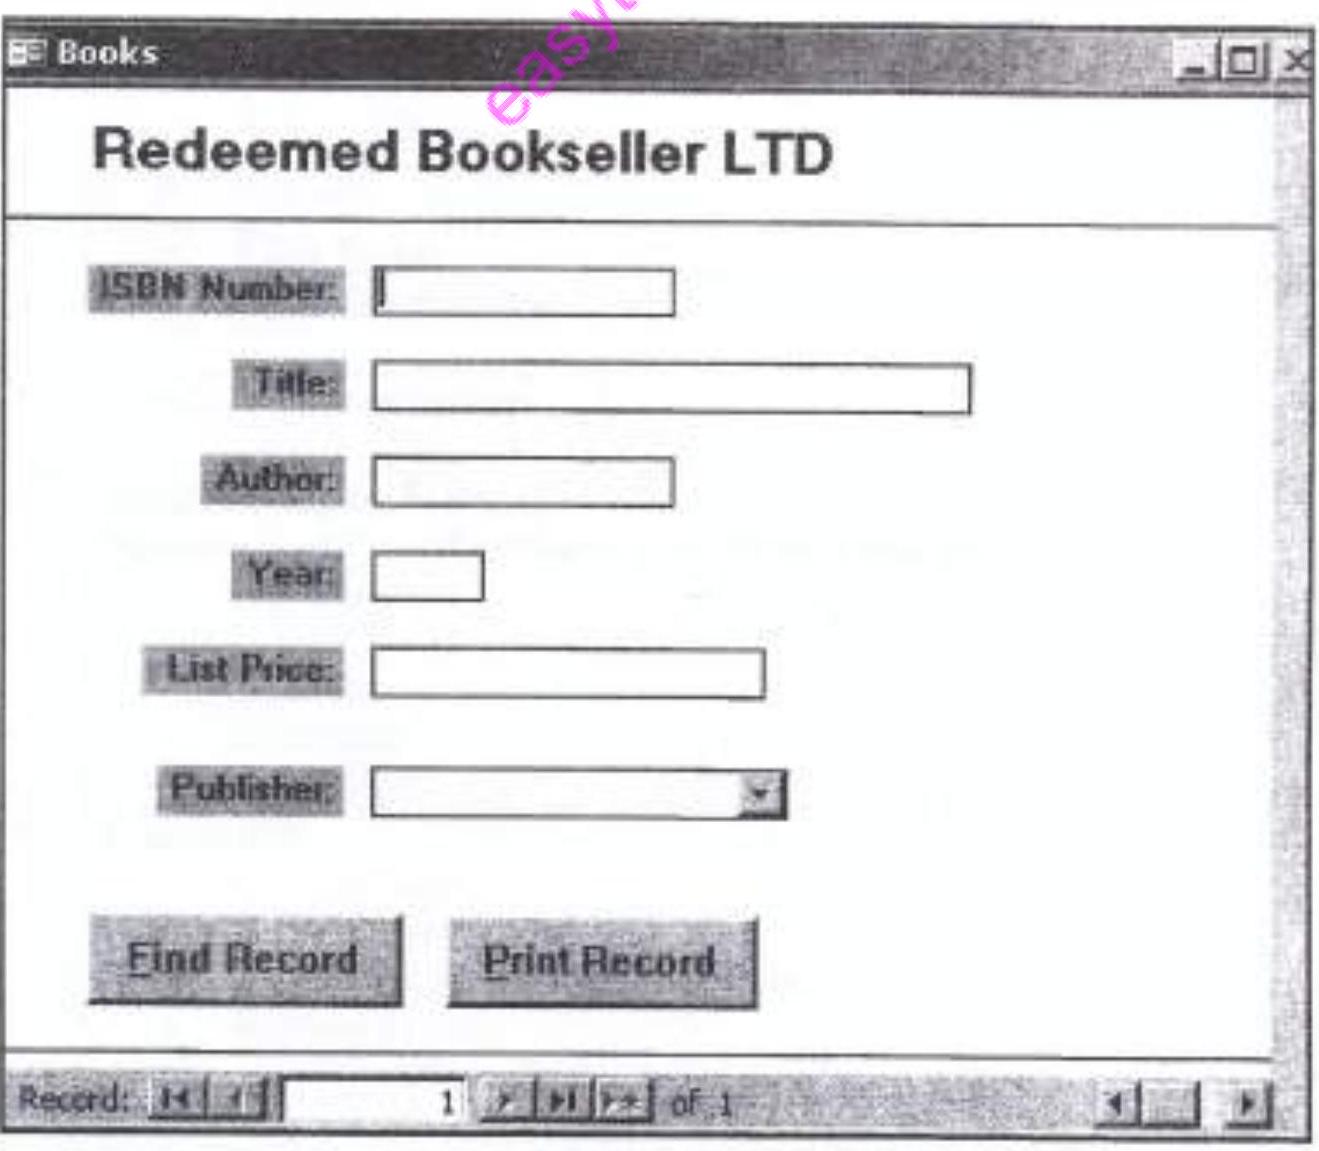 Books
Redeemed Bookseller LTD
ISBN Number:
Title:
Author:
Year:
List Price:
Publisher:
Find Record Print Record
Record: 1 of 1